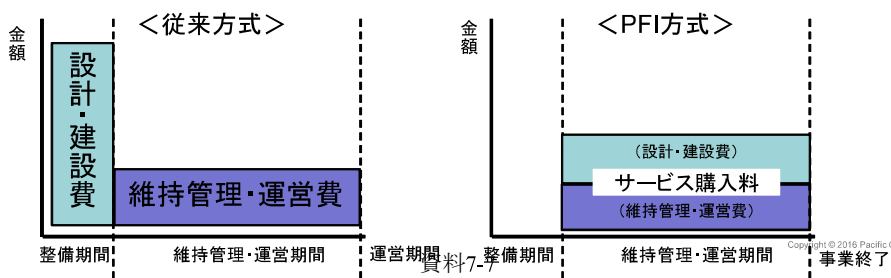 ＜従来方式＞
金額
設計・建設費
維持管理・運営費
整備期間
維持管理・運営期間
運営期間
＜PFI方式＞
金額
（設計・建設費）
サービス購入料
（維持管理・運営費）
整備期間
維持管理・運営期間
事業終了
Copyright © 2016 Pacific
資料7-7